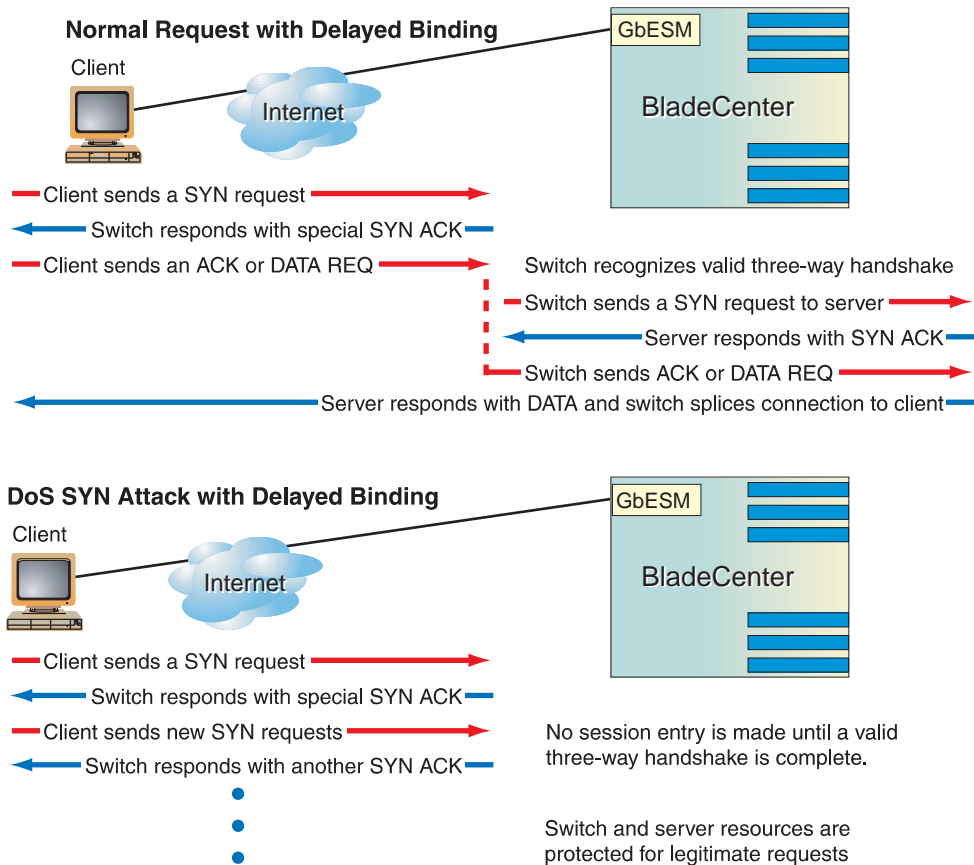 Normal Request with Delayed Binding
GbESM
Client
Internet
BladeCenter
Client sends a SYN request
Switch responds with special SYN ACK
Client sends an ACK or DATA REQ
Switch recognizes valid three-way handshake
Switch sends a SYN request to server
Server responds with SYN ACK
Switch sends ACK or DATA REQ
Server responds with DATA and switch splices connection to client
DoS SYN Attack with Delayed Binding
GbESM
Client
Internet
BladeCenter
Client sends a SYN request
Switch responds with special SYN ACK
Client sends new SYN requests
Switch responds with another SYN ACK
No session entry is made until a valid
three-way handshake is complete.
Switch and server resources are
protected for legitimate requests